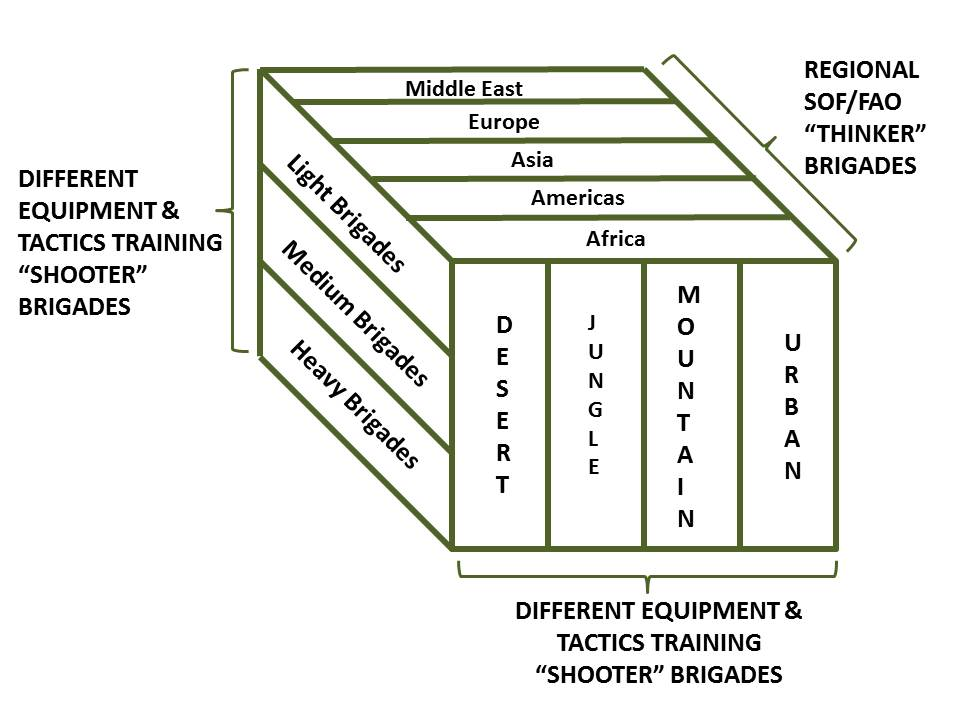 REGIONAL
SOF/FAO
“THINKER”
BRIGADES
Middle East
Europe
Asia
Americas
Africa
DIFFERENT
EQUIPMENT &
TACTICS TRAINING
“SHOOTER”
BRIGADES
Light Brigades
Medium Brigades
Heavy Brigades
DESERT
JUNGLE
MOUNTAIN
URBAN
DIFFERENT EQUIPMENT &
TACTICS TRAINING
“SHOOTER” BRIGADES